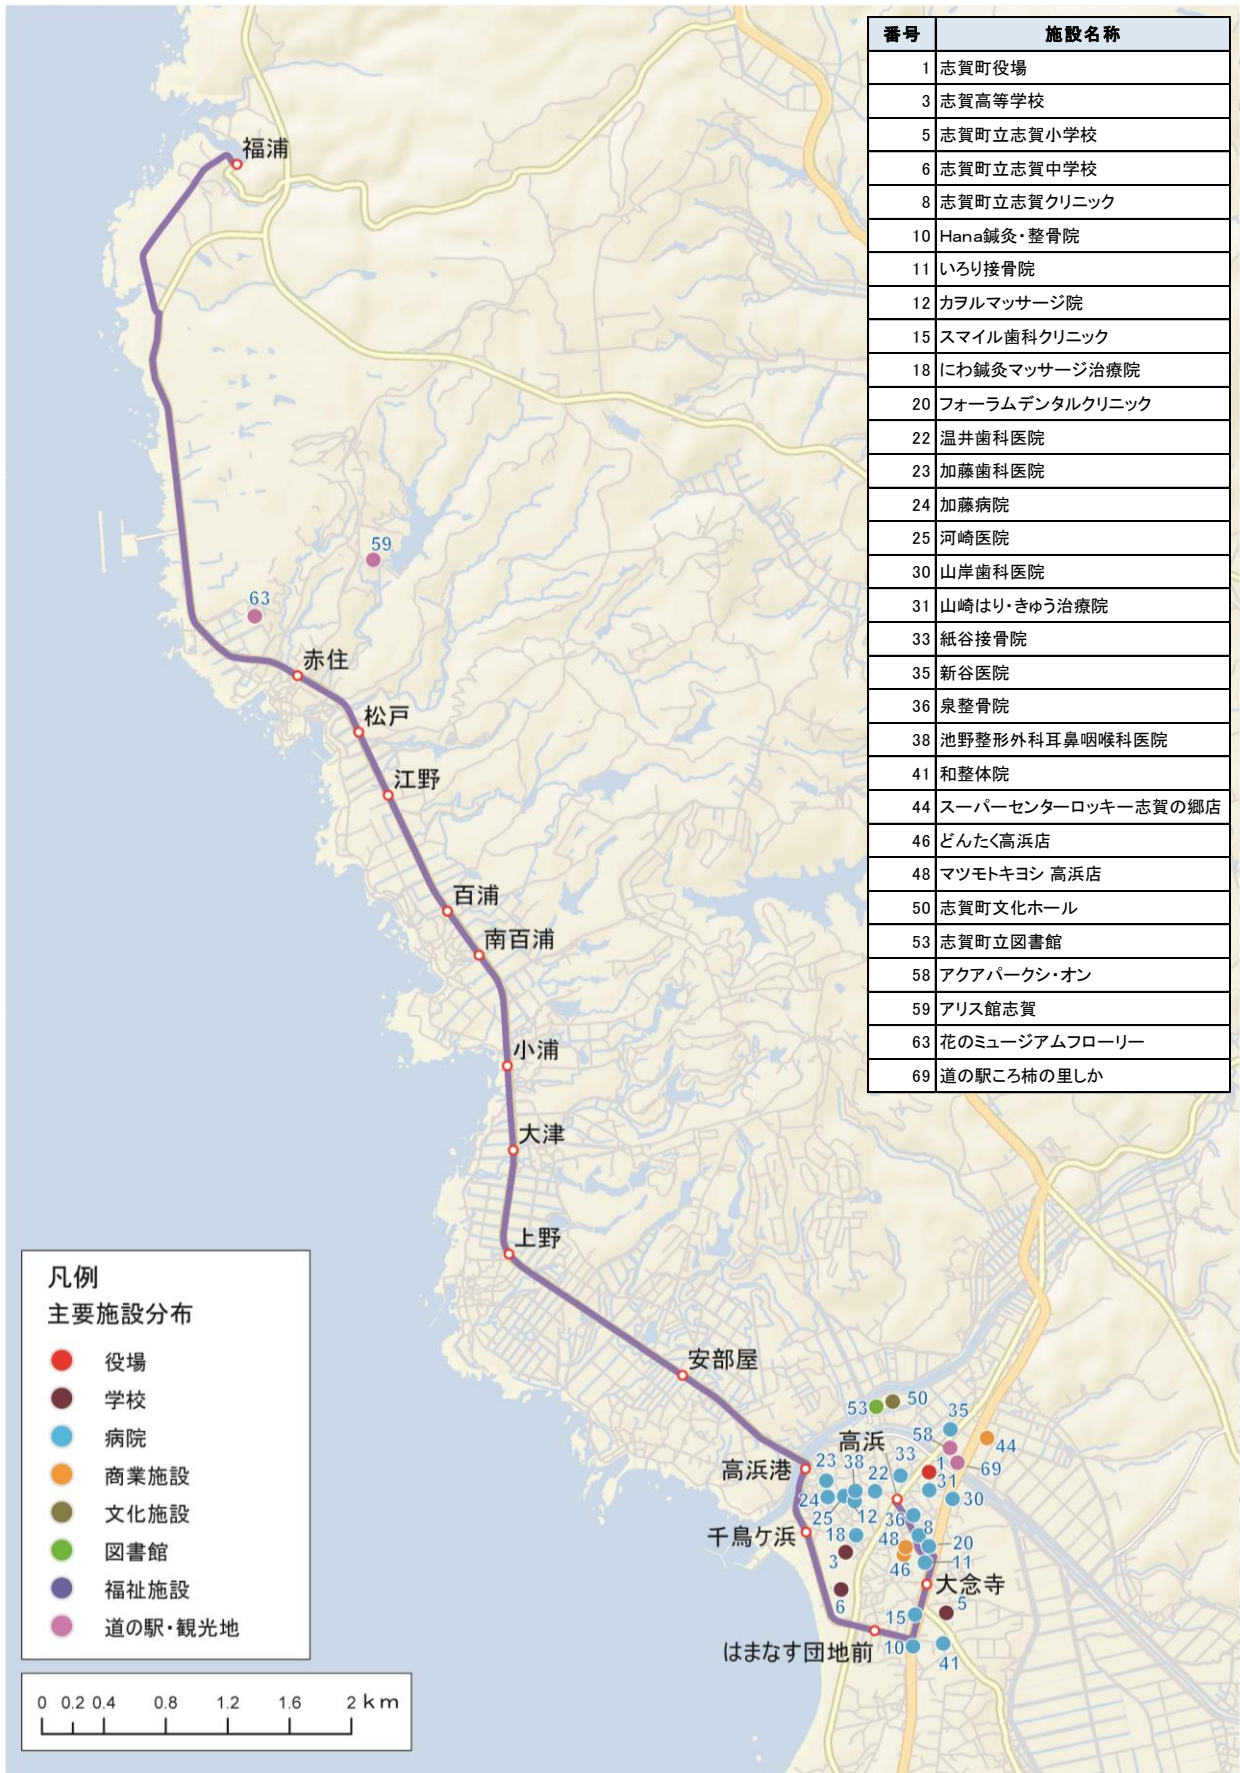 番号 施設名称
1 志賀町役場
3 志賀高等学校
5 志賀町立志賀小学校
6 志賀町立志賀中学校
8 志賀町立志賀クリニック
10 Hana鍼灸・整骨院
11 いろり接骨院
12 カヲルマッサージ院
15 スマイル歯科クリニック
18 にわ鍼灸マッサージ治療院
20 フォーラムデンタルクリニック
22 温井歯科医院
23 加藤歯科医院
24 加藤病院
25 河崎医院
30 山岸歯科医院
31 山崎はり・きゅう治療院
33 紙谷接骨院
35 新谷医院
36 泉整骨院
38 池野整形外科耳鼻咽喉科医院
41 和整体院
44 スーパーセンターロッキー志賀の郷店
46 どんたく高浜店
48 マツモトキヨシ 高浜店
50 志賀町文化ホール
53 志賀町立図書館
58 アクアパークシ・オン
59 アリス館志賀
63 花のミュージアムフローリー
69 道の駅ころ柿の里しか
福浦
59
63
赤住
松戸
江野
百浦
南百浦
小浦
大津
上野
安部屋
53
50
35
58
44
高浜
33
1
69
高浜港
23
38
22
31
24
30
25
12
36
千鳥ケ浜
18
48
8
20
3
46
11
大念寺
6
5
15
はまなす団地前
10
41
凡例
主要施設分布
役場
学校
病院
商業施設
文化施設
図書館
福祉施設
道の駅・観光地
0 0.2 0.4 0.8 1.2 1.6 2 km